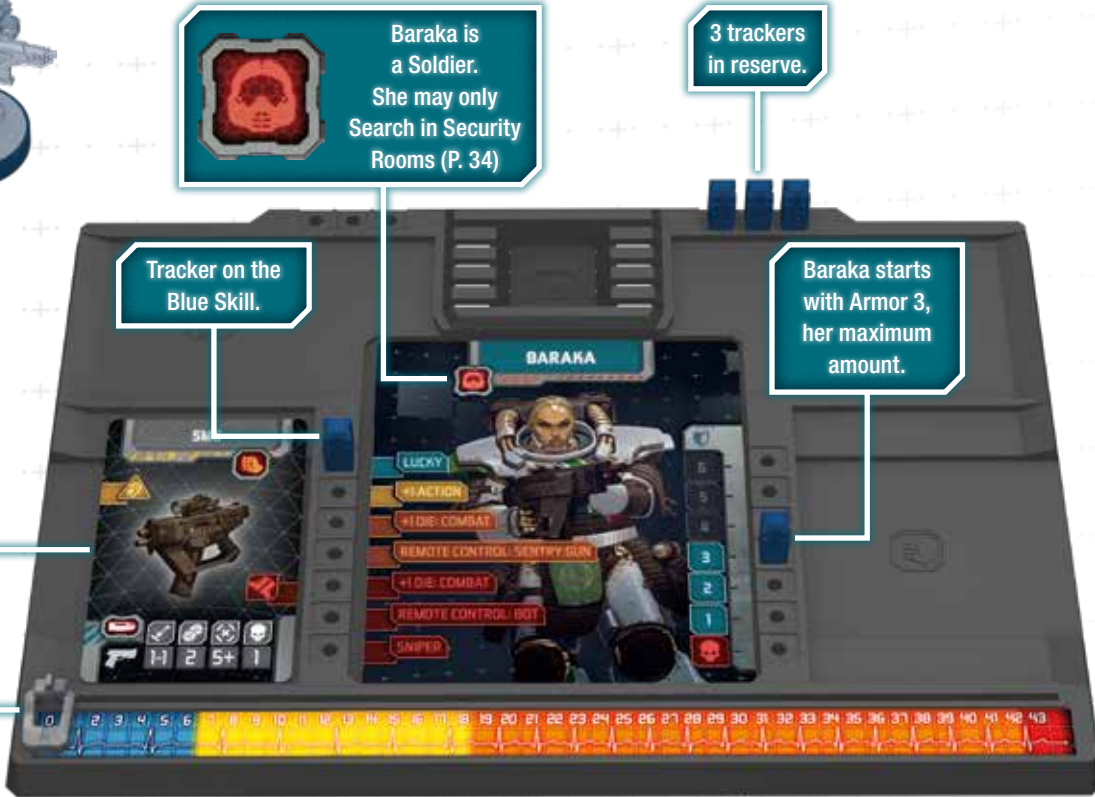 Baraka is
a Soldier.
She may only
Search in Security
Rooms (P. 34)
3 trackers
in reserve.
Tracker on the
Blue Skill.
Baraka starts
with Armor 3,
her maximum
amount.
BARAKA
LUCKY
+1 ACTION
+1 DIE: COMBAT
REMOTE CONTROL: SENTRY GUN
+1 DIE: COMBAT
REMOTE CONTROL: BOT
SNIPER
6
5
4
3
2
1
1-1 2 5+ 1
0 2 3 4 5 6 7 8 9 10 11 12 13 14 15 16 17 18 19 20 21 22 23 24 25 26 27 28 29 30 31 32 33 34 35 36 37 38 39 40 41 42 43